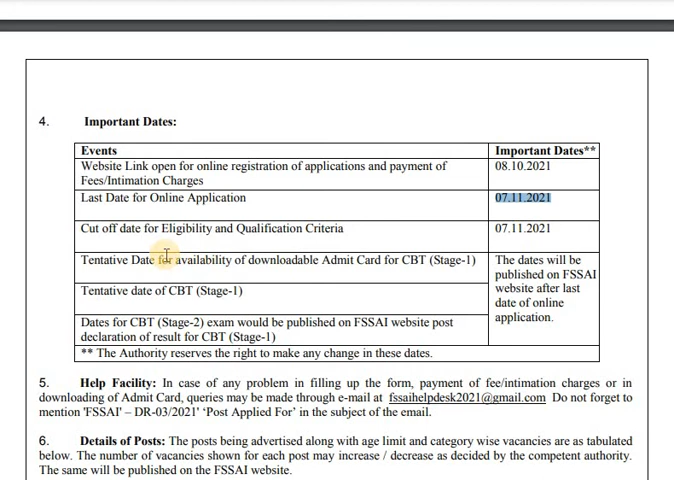 4. Important Dates:
Events Important Dates**
Website Link open for online registration of applications and payment of 08.10.2021
Fees/Intimation Charges
Last Date for Online Application 07.11.2021
Cut off date for Eligibility and Qualification Criteria 07.11.2021
Tentative Date for availability of downloadable Admit Card for CBT (Stage-1) The dates will be
published on FSSAI
Tentative date of CBT (Stage-1) website after last
date of online
Dates for CBT (Stage-2) exam would be published on FSSAI website post application.
declaration of result for CBT (Stage-1)
** The Authority reserves the right to make any change in these dates.
5. Help Facility: In case of any problem in filling up the form, payment of fee/intimation charges or in
downloading of Admit Card, queries may be made through e-mail at fssaihelpdesk2021@gmail.com Do not forget to
mention 'FSSAI' – DR-03/2021' ‘Post Applied For’ in the subject of the email.
6. Details of Posts: The posts being advertised along with age limit and category wise vacancies are as tabulated
below. The number of vacancies shown for each post may increase / decrease as decided by the competent authority.
The same will be published on the FSSAI website.